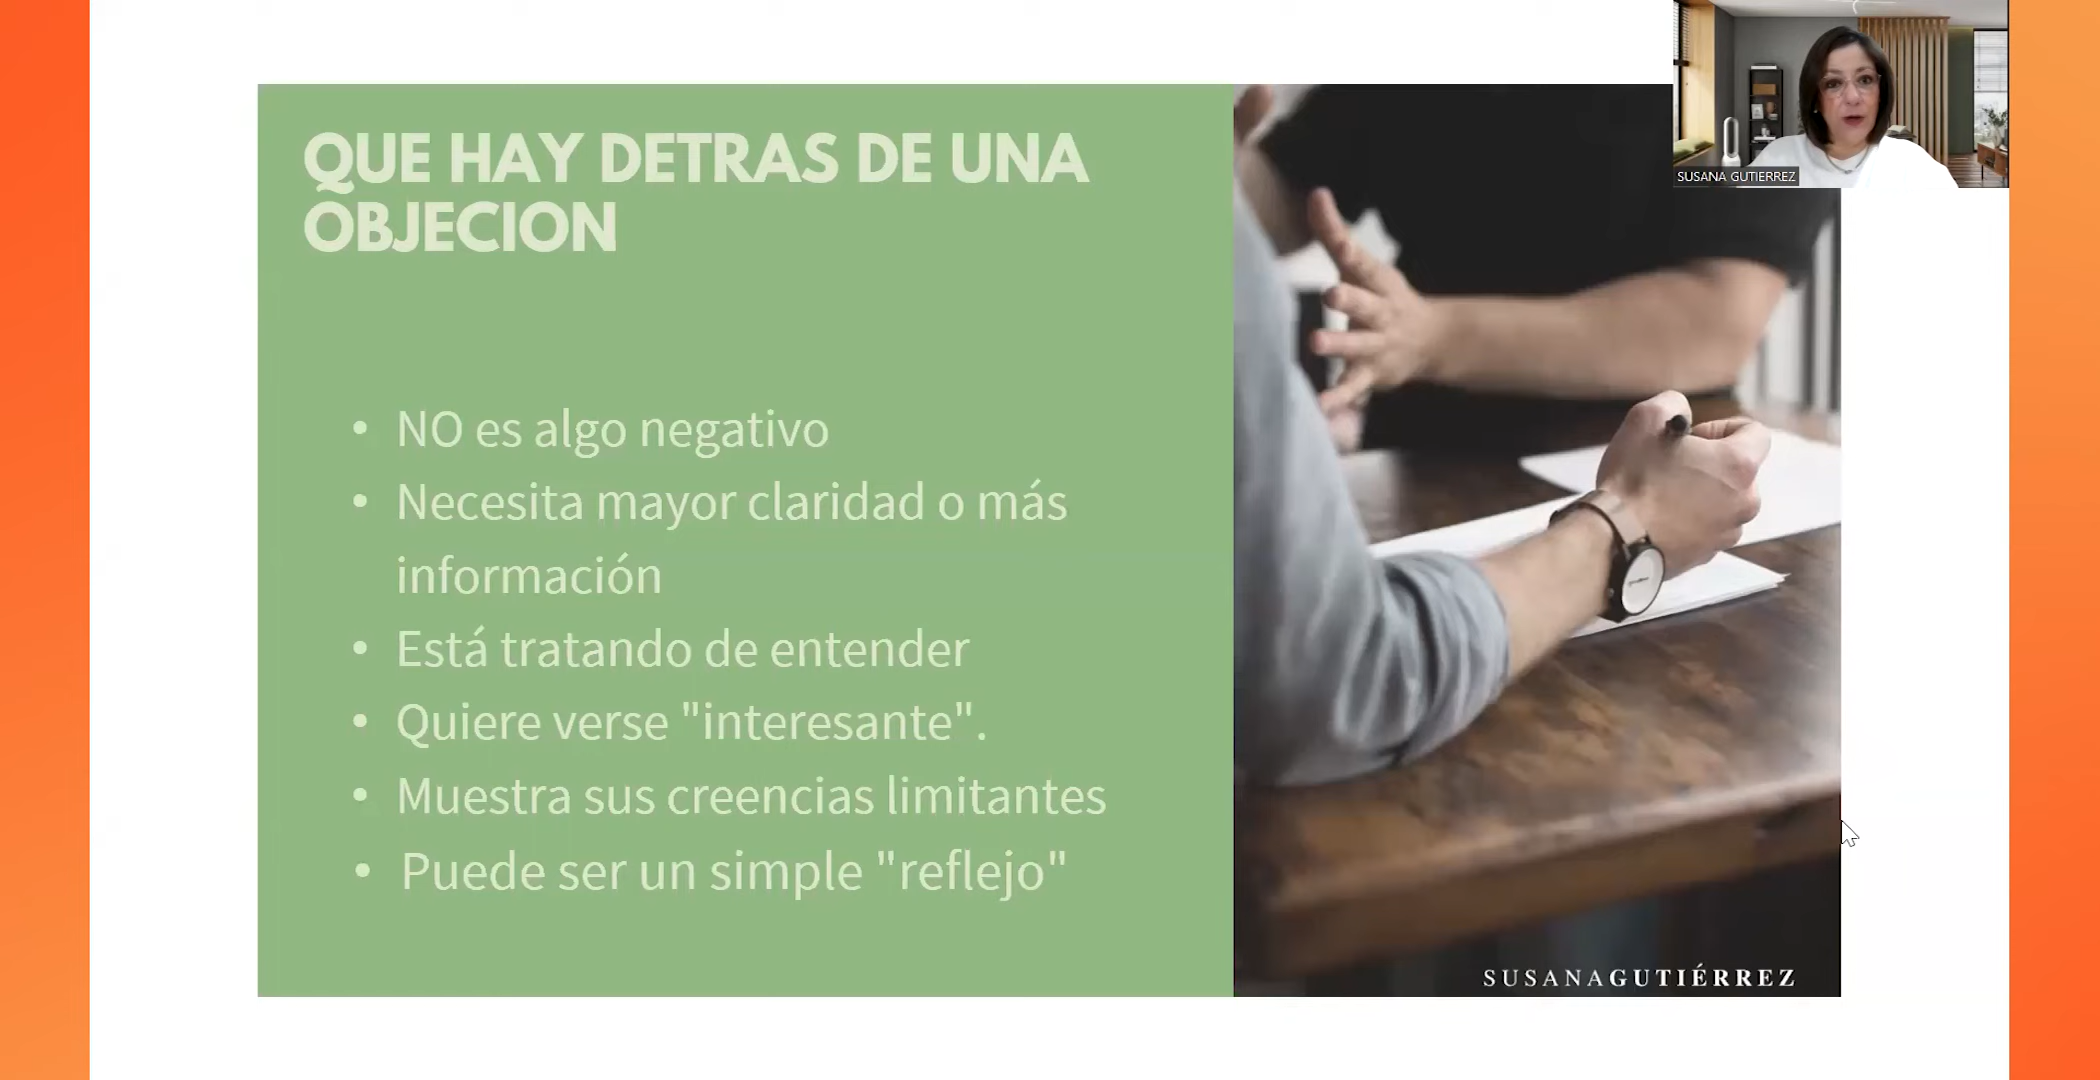 QUE HAY DETRAS DE UNA
OBJECION
• NO es algo negativo
• Necesita mayor claridad o más
información
• Está tratando de entender
• Quiere verse "interesante".
• Muestra sus creencias limitantes
• Puede ser un simple "reflejo"
SUSANA GUTIERREZ
SUSANAGUTIÉRREZ